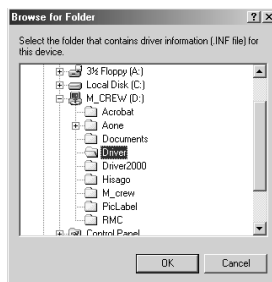 Browse for Folder
Select the folder that contains driver information (.INF file) for
this device.
3½ Floppy (A:)
Local Disk (C:)
M_CREW (D:)
Acrobat
Aone
Documents
Driver
Driver2000
Hisago
M_crew
PicLabel
RMC
Control Panel
OK Cancel